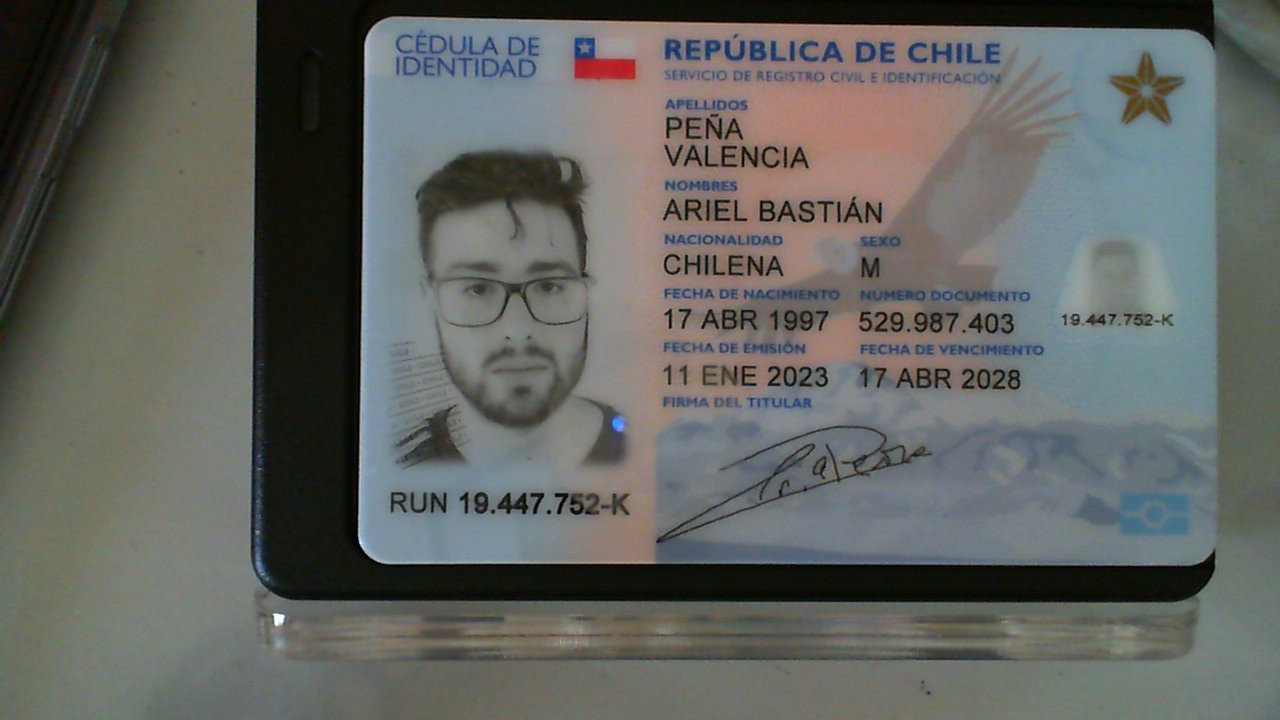 CÉDULA DE
IDENTIDAD
REPÚBLICA DE CHILE
SERVICIO DE REGISTRO CIVIL E IDENTIFICACIÓN
APELLIDOS
PEÑA
VALENCIA
NOMBRES
ARIEL BASTIÁN
NACIONALIDAD SEXO
CHILENA M
FECHA DE NACIMIENTO NÚMERO DOCUMENTO
17 ABR 1997 529.987.403
19.447.752-K
FECHA DE EMISIÓN FECHA DE VENCIMIENTO
11 ENE 2023 17 ABR 2028
FIRMA DEL TITULAR
RUN 19.447.752-K